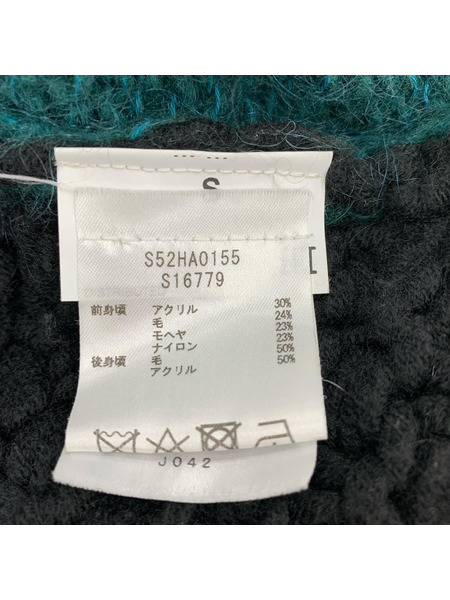 S
S52HA0155
S16779
前身頃 アクリル 30%
毛 24%
モヘヤ 23%
ナイロン 23%
後身頃 毛 50%
アクリル 50%
J042